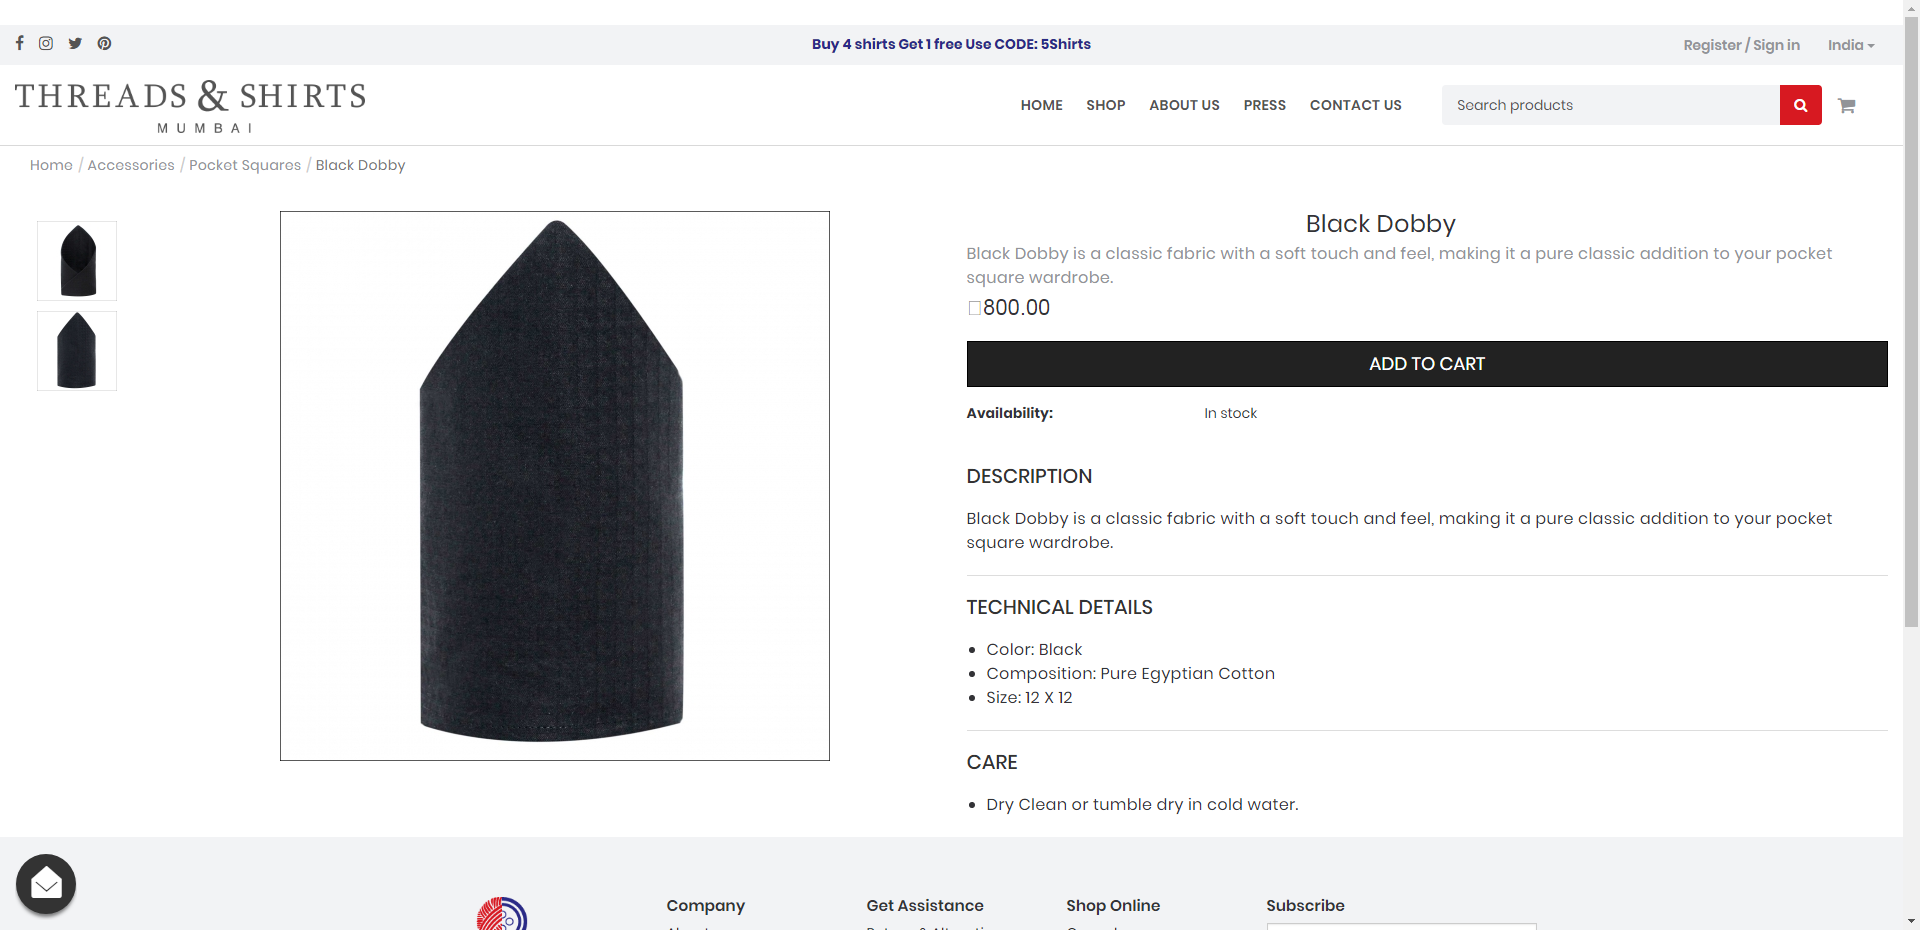 Buy 4 shirts Get 1 free Use CODE: 5Shirts
Register / Sign in
India
THREADS & SHIRTS
MUMBAI
HOME
SHOP
ABOUT US
PRESS
CONTACT US
Search products
Home / Accessories / Pocket Squares / Black Dobby
Black Dobby
Black Dobby is a classic fabric with a soft touch and feel, making it a pure classic addition to your pocket
square wardrobe.
800.00
ADD TO CART
Availability:
In stock
DESCRIPTION
Black Dobby is a classic fabric with a soft touch and feel, making it a pure classic addition to your pocket
square wardrobe.
TECHNICAL DETAILS
Color: Black
Composition: Pure Egyptian Cotton
Size: 12 X 12
CARE
Dry Clean or tumble dry in cold water.
Company
Get Assistance
Shop Online
Subscribe